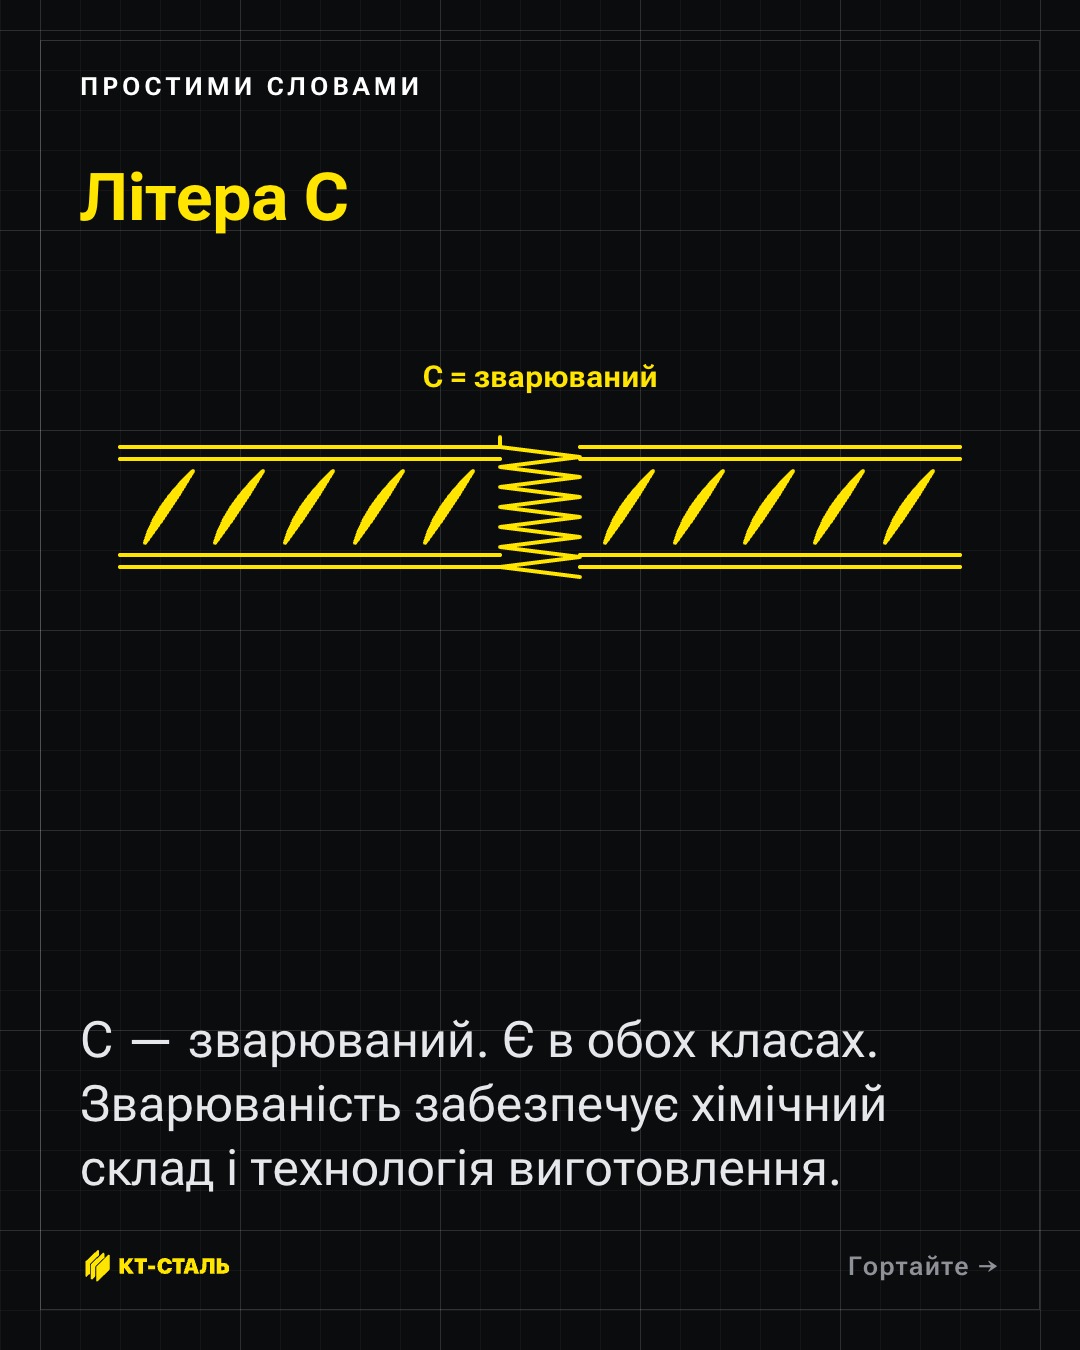 ПРОСТИМИ СЛОВАМИ
Літера С
С = зварюваний
С — зварюваний. Є в обох класах.
Зварюваність забезпечує хімічний
склад і технологія виготовлення.
КТ-СТАЛЬ
Гортайте →